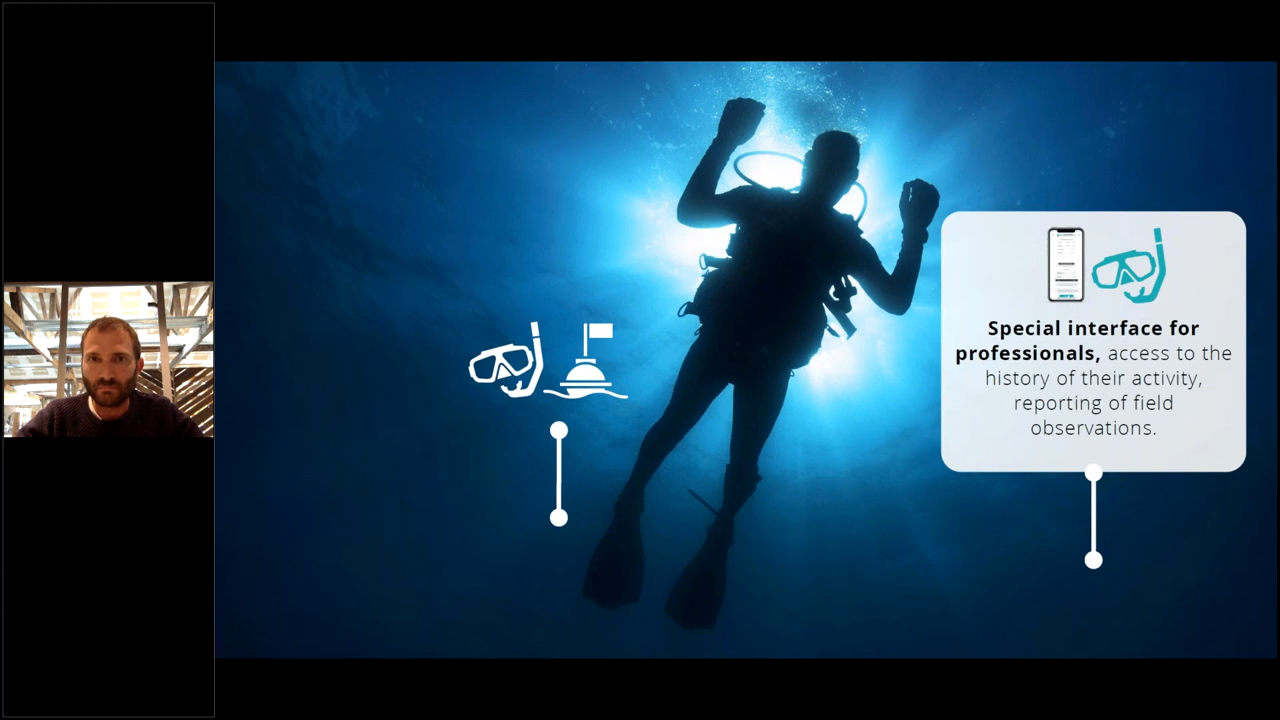 Special interface for
professionals, access to the
history of their activity,
reporting of field
observations.